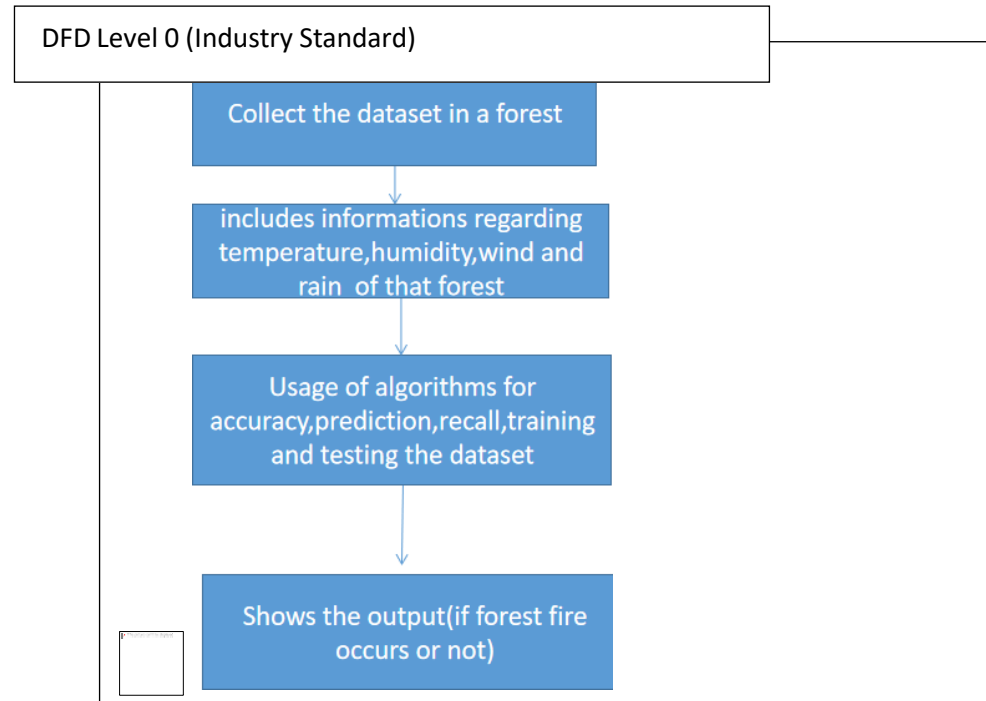 DFD Level 0 (Industry Standard)
Collect the dataset in a forest
includes informations regarding
temperature,humidity,wind and
rain  of that forest
Usage of algorithms for
accuracy,prediction,recall,training
and testing the dataset
Shows the output(if forest fire
occurs or not)